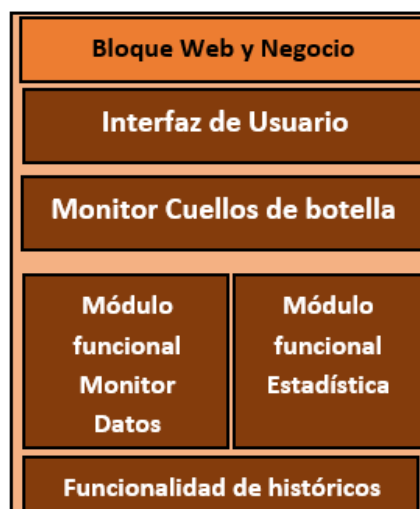 Bloque Web y Negocio
Interfaz de Usuario
Monitor Cuellos de botella
Módulo
funcional
Monitor
Datos
Módulo
funcional
Estadística
Funcionalidad de históricos